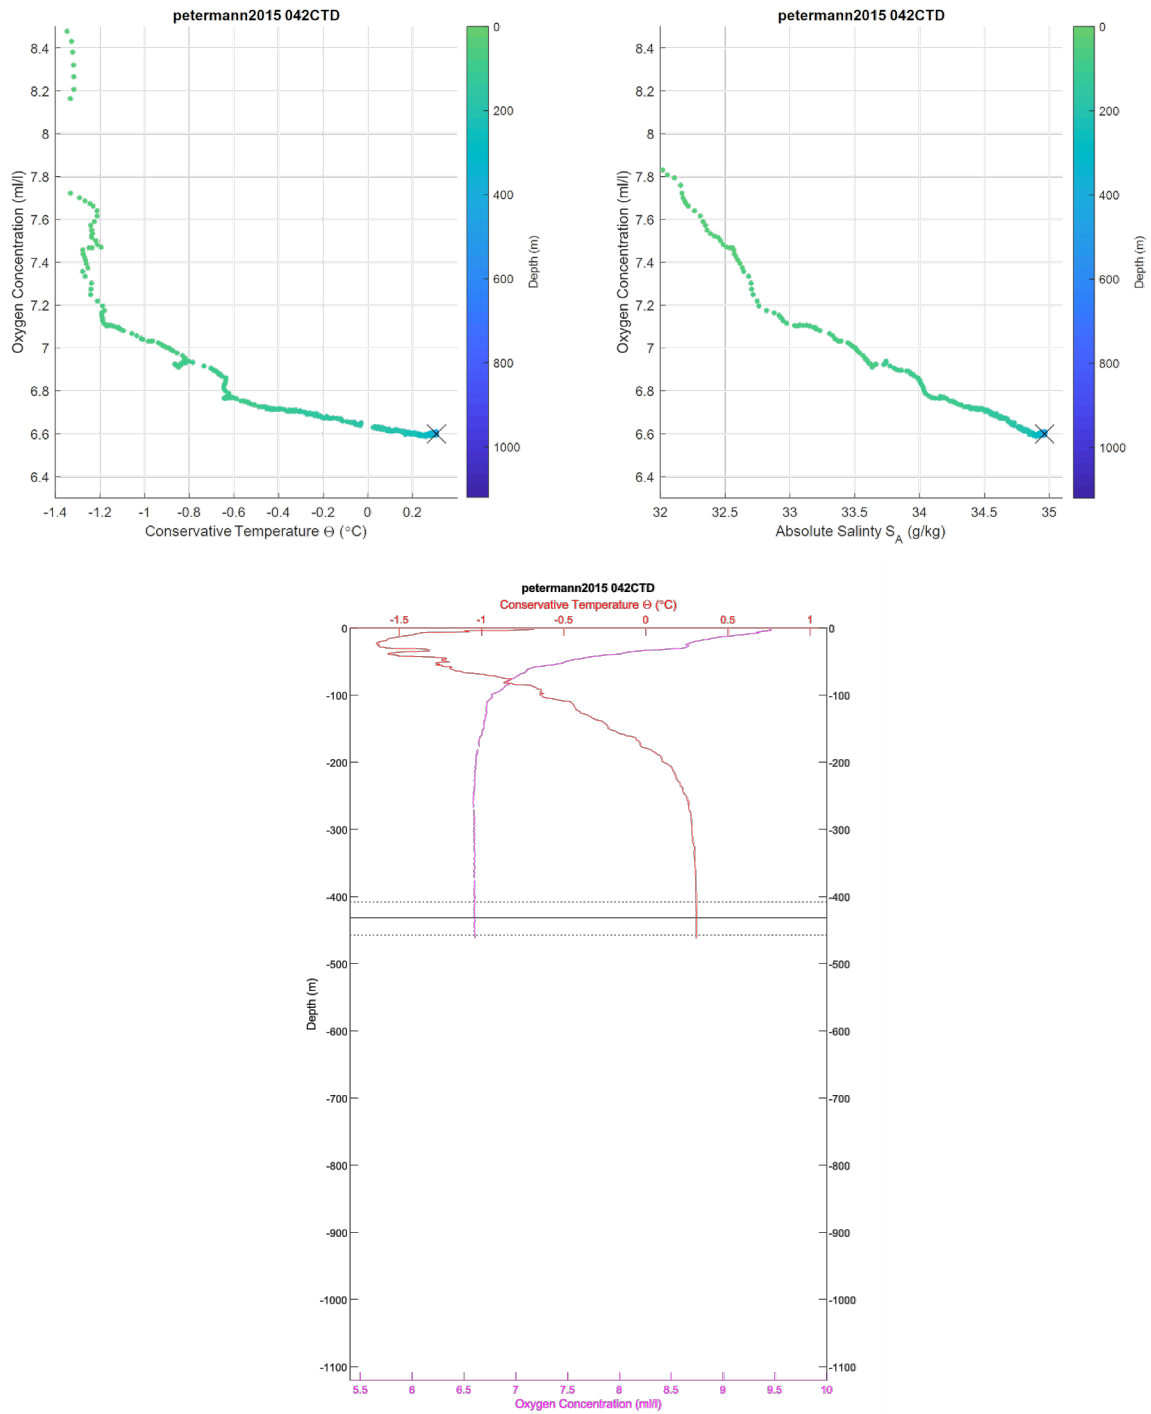 petermann2015 042CTD
8.4
8.2
8
7.8
7.6
7.4
7.2
7
6.8
6.6
6.4
Oxygen Concentration (ml/l)
-1.4 -1.2 -1 -0.8 -0.6 -0.4 -0.2 0 0.2
Conservative Temperature Θ (°C)
0
200
400
600
800
1000
Depth (m)
petermann2015 042CTD
8.4
8.2
8
7.8
7.6
7.4
7.2
7
6.8
6.6
6.4
Oxygen Concentration (ml/l)
32 32.5 33 33.5 34 34.5 35
Absolute Salinty S_A (g/kg)
0
200
400
600
800
1000
Depth (m)
petermann2015 042CTD
Conservative Temperature Θ (°C)
-1.5 -1 -0.5 0 0.5 1
0 0
-100 -100
-200 -200
-300 -300
-400 -400
-500 -500
-600 -600
-700 -700
-800 -800
-900 -900
-1000 -1000
-1100 -1100
Depth (m)
5.5 6 6.5 7 7.5 8 8.5 9 9.5 10
Oxygen Concentration (ml/l)